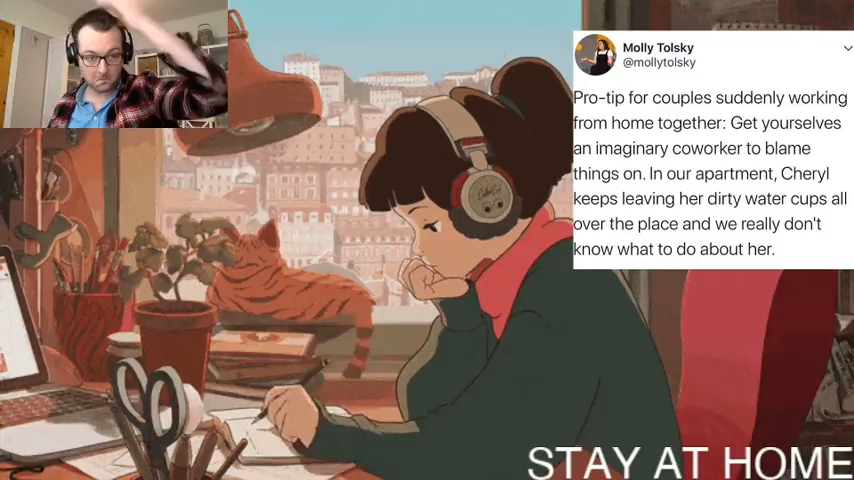 Molly Tolsky
@mollytolsky
Pro-tip for couples suddenly working
from home together: Get yourselves
an imaginary coworker to blame
things on. In our apartment, Cheryl
keeps leaving her dirty water cups all
over the place and we really don't
know what to do about her.
STAY AT HOME